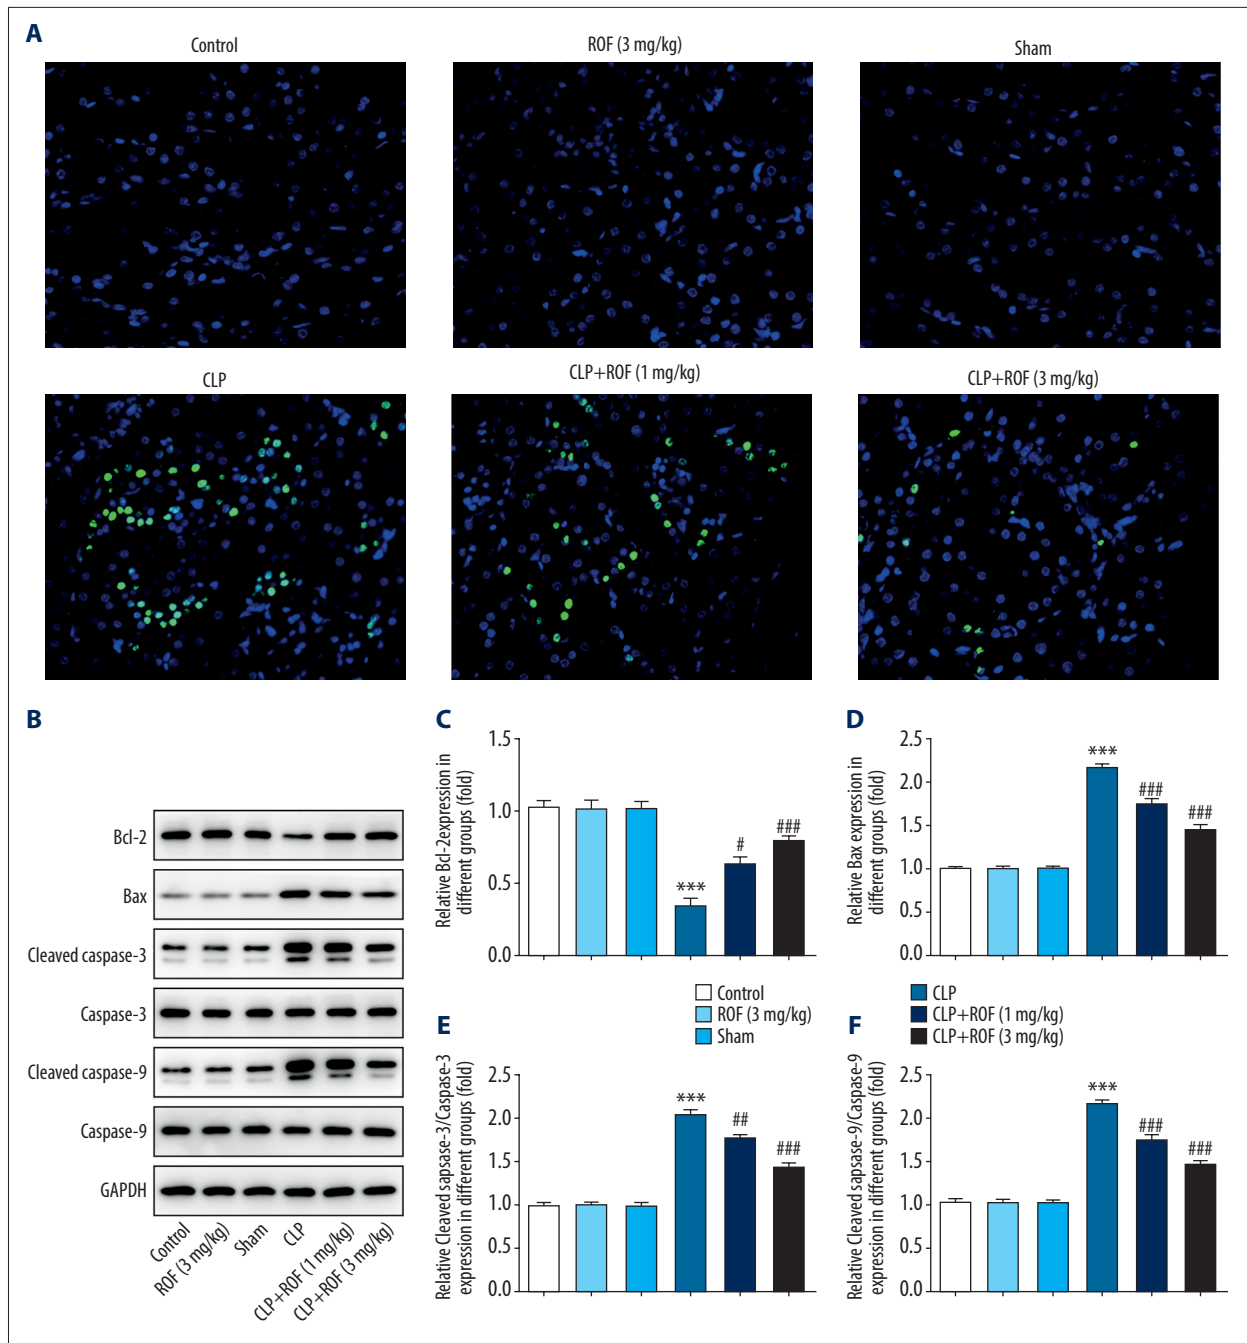 A
Control
ROF (3 mg/kg)
Sham
CLP
CLP+ROF (1 mg/kg)
CLP+ROF (3 mg/kg)
B
Bcl-2
Bax
Cleaved caspase-3
Caspase-3
Cleaved caspase-9
Caspase-9
GAPDH
Control
ROF (3 mg/kg)
Sham
CLP
CLP+ROF (1 mg/kg)
CLP+ROF (3 mg/kg)
C
Relative Bcl-2expression in
different groups (fold)
1.5
1.0
0.5
0.0
***
#
###
D
Relative Bax expression in
different groups (fold)
2.5
2.0
1.5
1.0
0.5
0.0
***
###
###
Control
ROF (3 mg/kg)
Sham
CLP
CLP+ROF (1 mg/kg)
CLP+ROF (3 mg/kg)
E
Relative Cleaved sapsase-3/Caspase-3
expression in different groups (fold)
2.5
2.0
1.5
1.0
0.5
0.0
***
##
###
F
Relative Cleaved sapsase-9/Caspase-9
expression in different groups (fold)
2.5
2.0
1.5
1.0
0.5
0.0
***
###
###